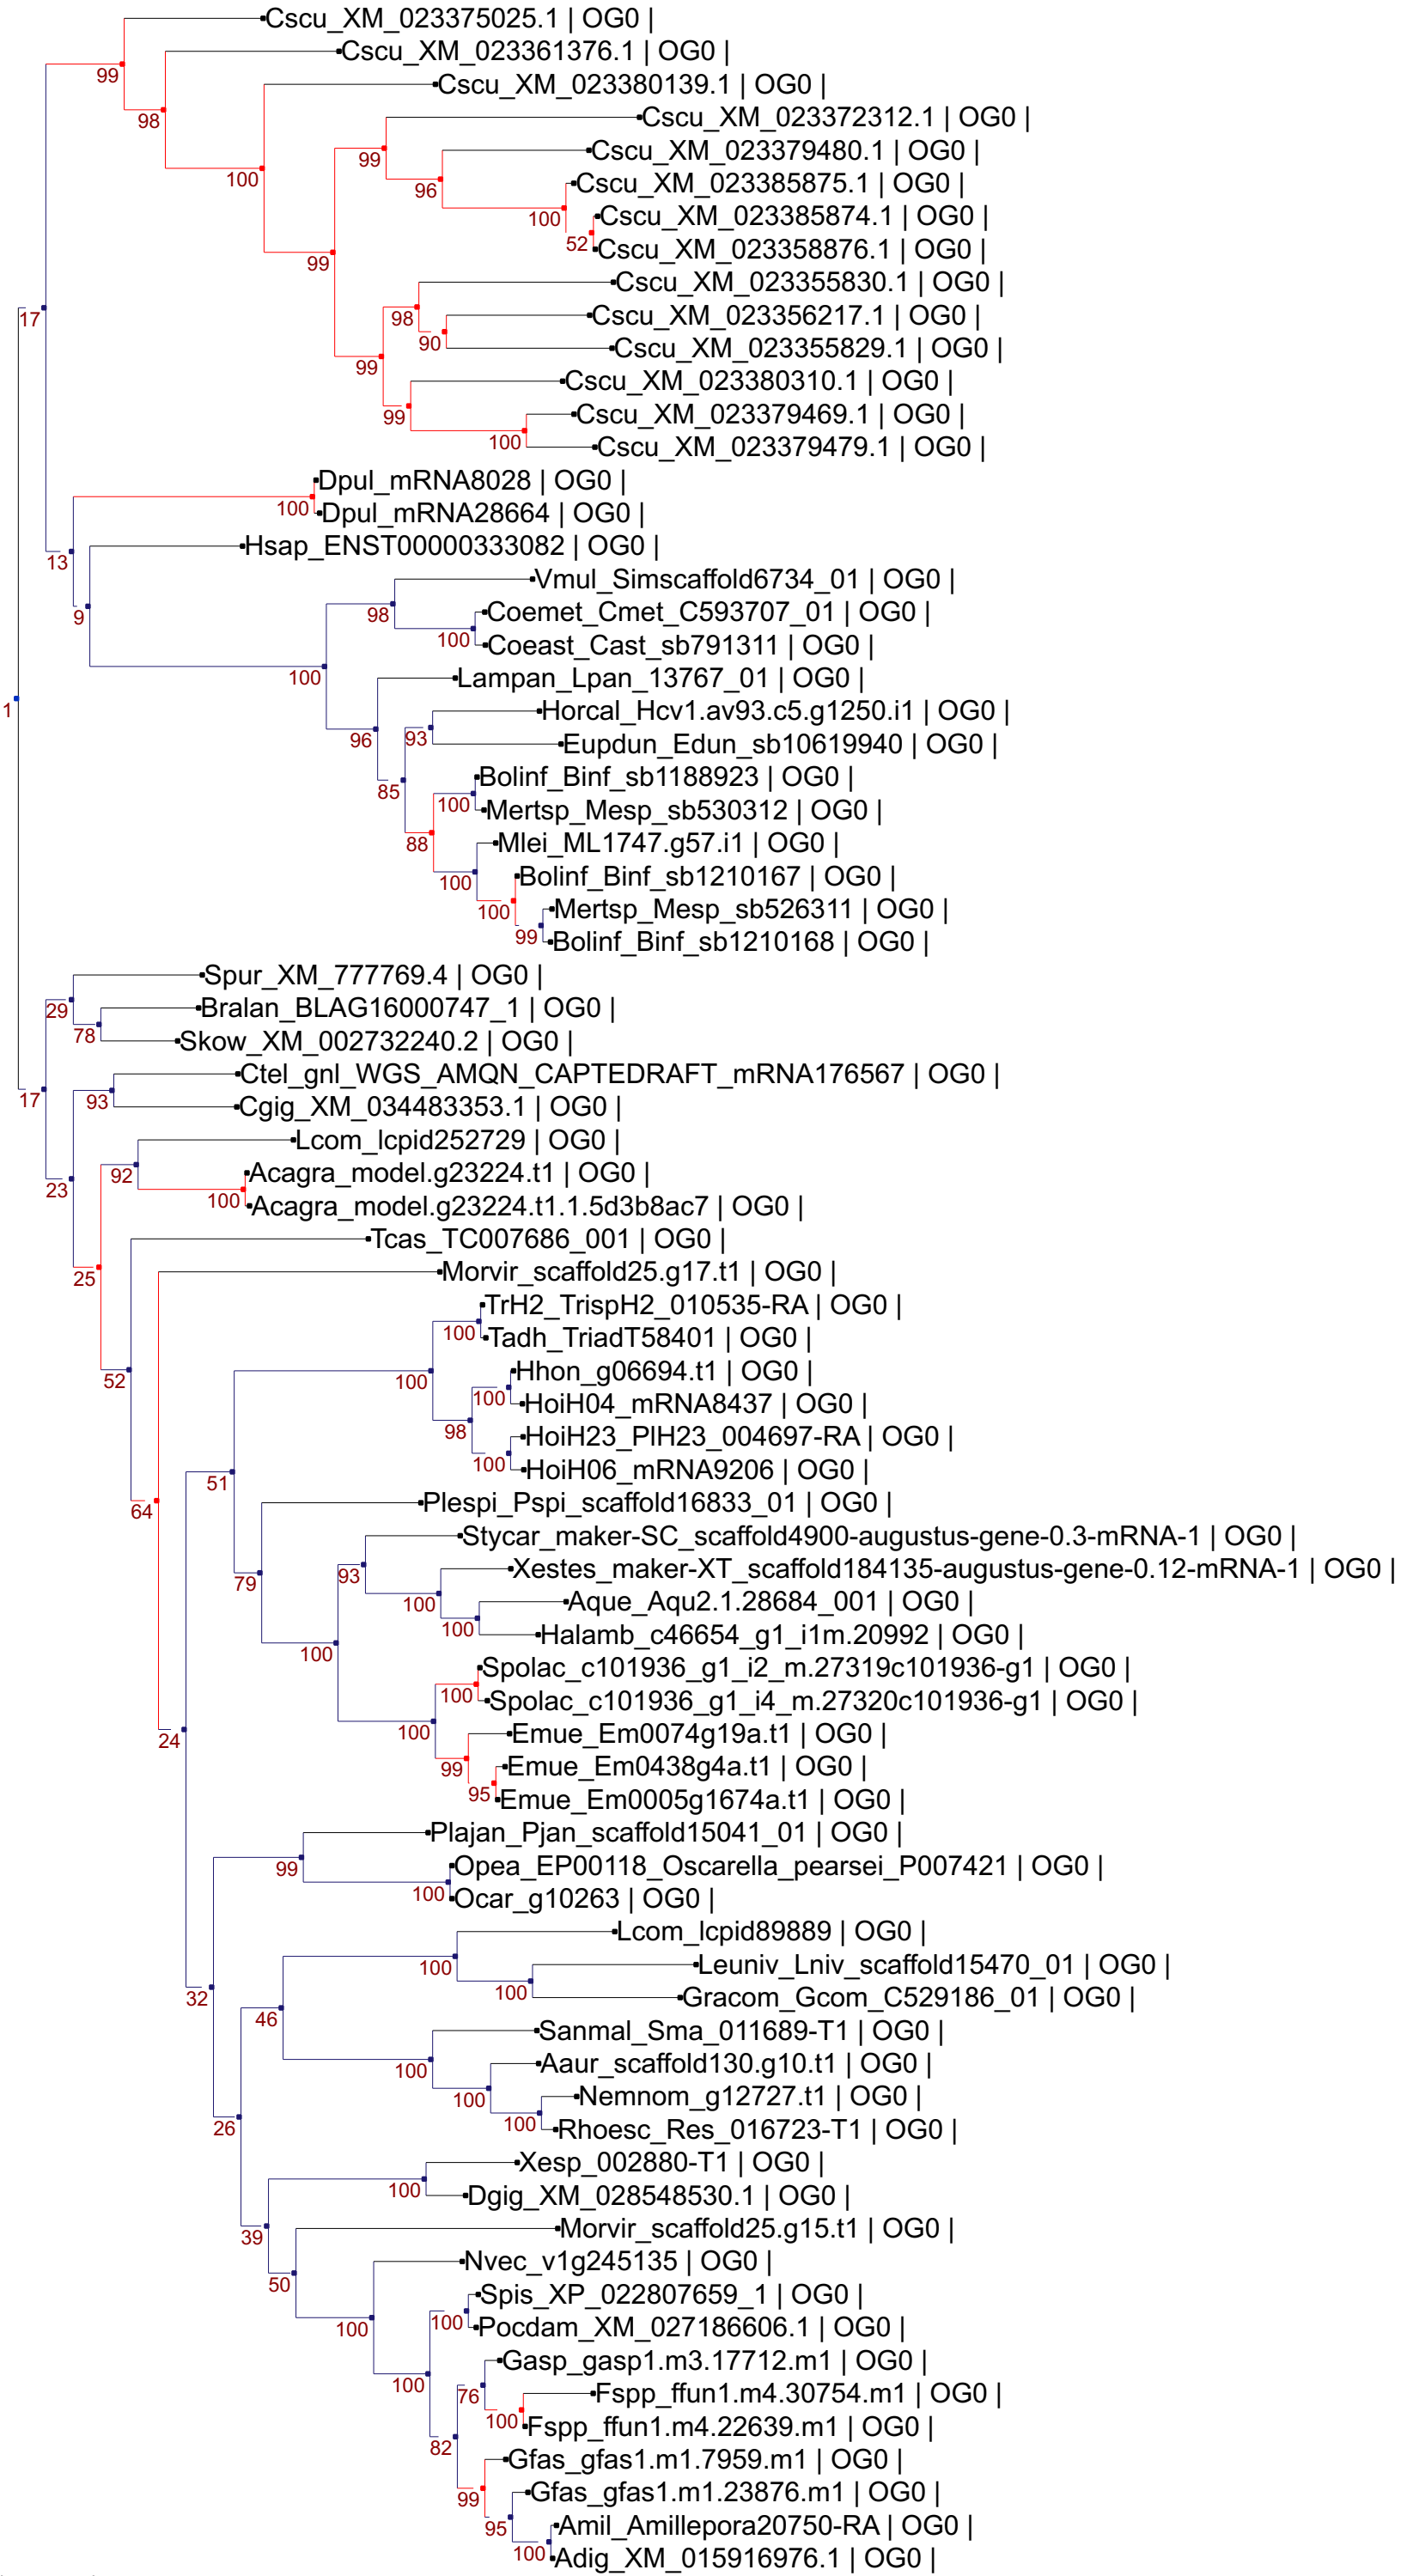 Cscu_XM_023375025.1 | OG0 |
Cscu_XM_023361376.1 | OG0 |
99
Cscu_XM_023380139.1 | OG0 |
98
Cscu_XM_023372312.1 | OG0 |
99
Cscu_XM_023379480.1 | OG0 |
100
96
Cscu_XM_023385875.1 | OG0 |
100
Cscu_XM_023385874.1 | OG0 |
52
Cscu_XM_023358876.1 | OG0 |
99
Cscu_XM_023355830.1 | OG0 |
17
98
Cscu_XM_023356217.1 | OG0 |
90
Cscu_XM_023355829.1 | OG0 |
99
Cscu_XM_023380310.1 | OG0 |
99
Cscu_XM_023379469.1 | OG0 |
100
Cscu_XM_023379479.1 | OG0 |
Dpul_mRNA8028 | OG0 |
100
Dpul_mRNA28664 | OG0 |
Hsap_ENST00000333082 | OG0 |
13
Vmul_Simscaffold6734_01 | OG0 |
9
98
Coemet_Cmet_C593707_01 | OG0 |
100
Coeast_Cast_sb791311 | OG0 |
100
Lampan_Lpan_13767_01 | OG0 |
1
Horcal_Hcv1.av93.c5.g1250.i1 | OG0 |
96
93
Eupdun_Edun_sb10619940 | OG0 |
Bolinf_Binf_sb1188923 | OG0 |
85
100
Mertsp_Mesp_sb530312 | OG0 |
88
Mlei_ML1747.g57.i1 | OG0 |
100
Bolinf_Binf_sb1210167 | OG0 |
100
Mertsp_Mesp_sb526311 | OG0 |
99
Bolinf_Binf_sb1210168 | OG0 |
Spur_XM_777769.4 | OG0 |
29
Bralan_BLAG16000747_1 | OG0 |
78
Skow_XM_002732240.2 | OG0 |
Ctel_gnl_WGS_AMQN_CAPTEDRAFT_mRNA176567 | OG0 |
17
93
Cgig_XM_034483353.1 | OG0 |
Lcom_lcpid252729 | OG0 |
92
Acagra_model.g23224.t1 | OG0 |
23
100
Acagra_model.g23224.t1.1.5d3b8ac7 | OG0 |
Tcas_TC007686_001 | OG0 |
25
Morvir_scaffold25.g17.t1 | OG0 |
TrH2_TrispH2_010535-RA | OG0 |
100
Tadh_TriadT58401 | OG0 |
52
100
Hhon_g06694.t1 | OG0 |
100
HoiH04_mRNA8437 | OG0 |
98
HoiH23_PlH23_004697-RA | OG0 |
100
HoiH06_mRNA9206 | OG0 |
51
Plespi_Pspi_scaffold16833_01 | OG0 |
64
Stycar_maker-SC_scaffold4900-augustus-gene-0.3-mRNA-1 | OG0 |
79
93
Xestes_maker-XT_scaffold184135-augustus-gene-0.12-mRNA-1 | OG0 |
100
Aque_Aqu2.1.28684_001 | OG0 |
100
Halamb_c46654_g1_i1m.20992 | OG0 |
100
Spolac_c101936_g1_i2_m.27319c101936-g1 | OG0 |
100
Spolac_c101936_g1_i4_m.27320c101936-g1 | OG0 |
24
100
Emue_Em0074g19a.t1 | OG0 |
99
Emue_Em0438g4a.t1 | OG0 |
95
Emue_Em0005g1674a.t1 | OG0 |
Plajan_Pjan_scaffold15041_01 | OG0 |
99
Opea_EP00118_Oscarella_pearsei_P007421 | OG0 |
100
Ocar_g10263 | OG0 |
Lcom_lcpid89889 | OG0 |
100
Leuniv_Lniv_scaffold15470_01 | OG0 |
32
100
Gracom_Gcom_C529186_01 | OG0 |
46
Sanmal_Sma_011689-T1 | OG0 |
100
Aaur_scaffold130.g10.t1 | OG0 |
100
Nemnom_g12727.t1 | OG0 |
26
100
Rhoesc_Res_016723-T1 | OG0 |
Xesp_002880-T1 | OG0 |
100
Dgig_XM_028548530.1 | OG0 |
39
Morvir_scaffold25.g15.t1 | OG0 |
Nvec_v1g245135 | OG0 |
50
Spis_XP_022807659_1 | OG0 |
100
100
Pocdam_XM_027186606.1 | OG0 |
100
Gasp_gasp1.m3.17712.m1 | OG0 |
76
Fspp_ffun1.m4.30754.m1 | OG0 |
100
Fspp_ffun1.m4.22639.m1 | OG0 |
82
Gfas_gfas1.m1.7959.m1 | OG0 |
99
Gfas_gfas1.m1.23876.m1 | OG0 |
95
Amil_Amillepora20750-RA | OG0 |
100
Adig_XM_015916976.1 | OG0 |